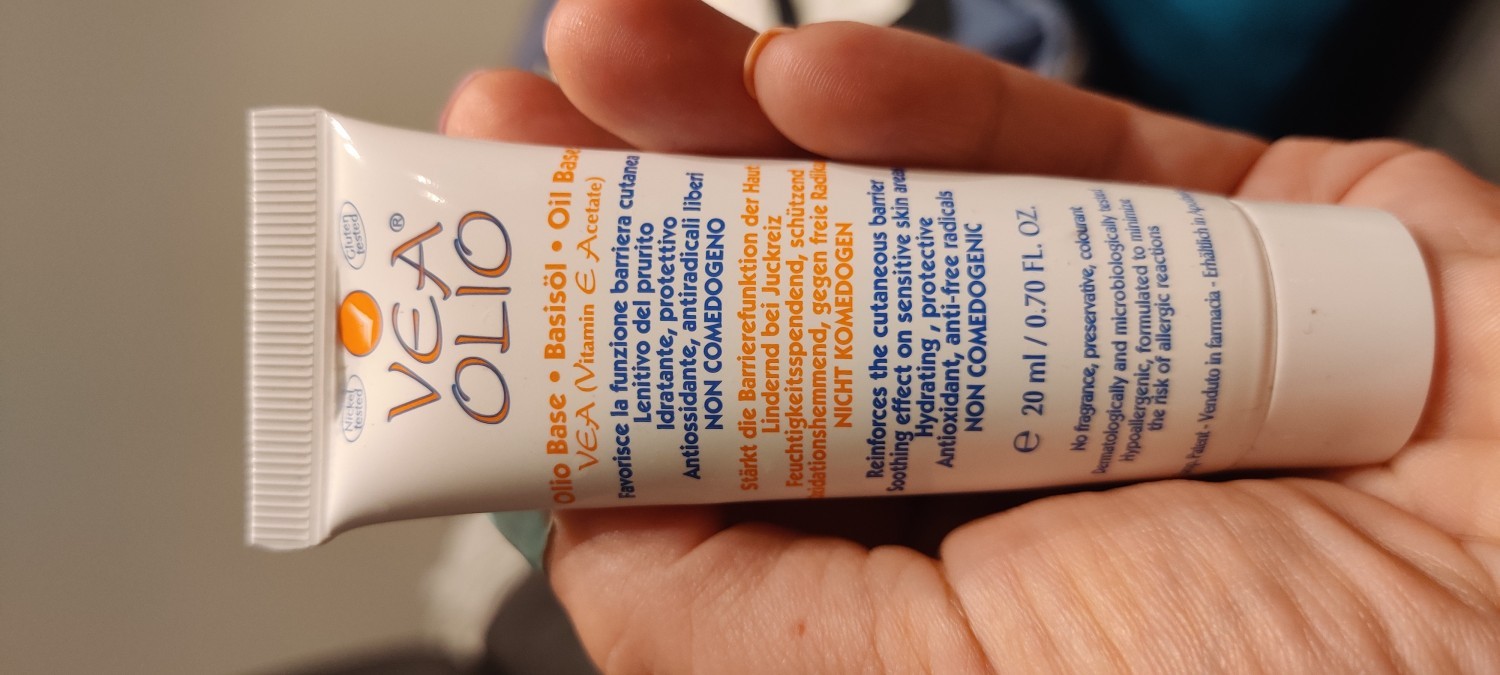 Nickel tested
Gluten tested
VEA®
OLIO
Olio Base • Basisöl • Oil Base
VEA (Vitamin E Acetate)
Favorisce la funzione barriera cutanea
Lenitivo del prurito
Idratante, protettivo
Antiossidante, antiradicali liberi
NON COMEDOGENO
Stärkt die Barrierefunktion der Haut
Lindernd bei Juckreiz
Feuchtigkeitsspendend, schützend
gegen freie
NICHT KOMEDOGEN
Reinforces the cutaneous barrier
Soothing effect on sensitive skin areas
Hydrating , protective
Antioxidant, anti-free radicals
NON COMEDOGENIC
e 20 ml / 0.70 FL. OZ.
No fragrance, preservative, colourant
Dermatologically and microbiologically tested
Hypoallergenic, formulated to minimize
the risk of allergic reactions
Patent - Venduto in farmacia - Erhältlich in